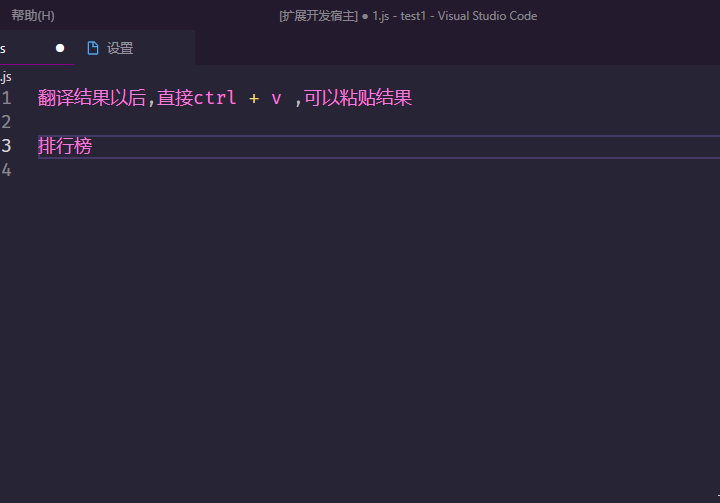 帮助(H) [扩展开发宿主] ● 1.js - test1 - Visual Studio Code
s ● 设置
.js
1 翻译结果以后,直接ctrl + v ,可以粘贴结果
2
3 排行榜
4